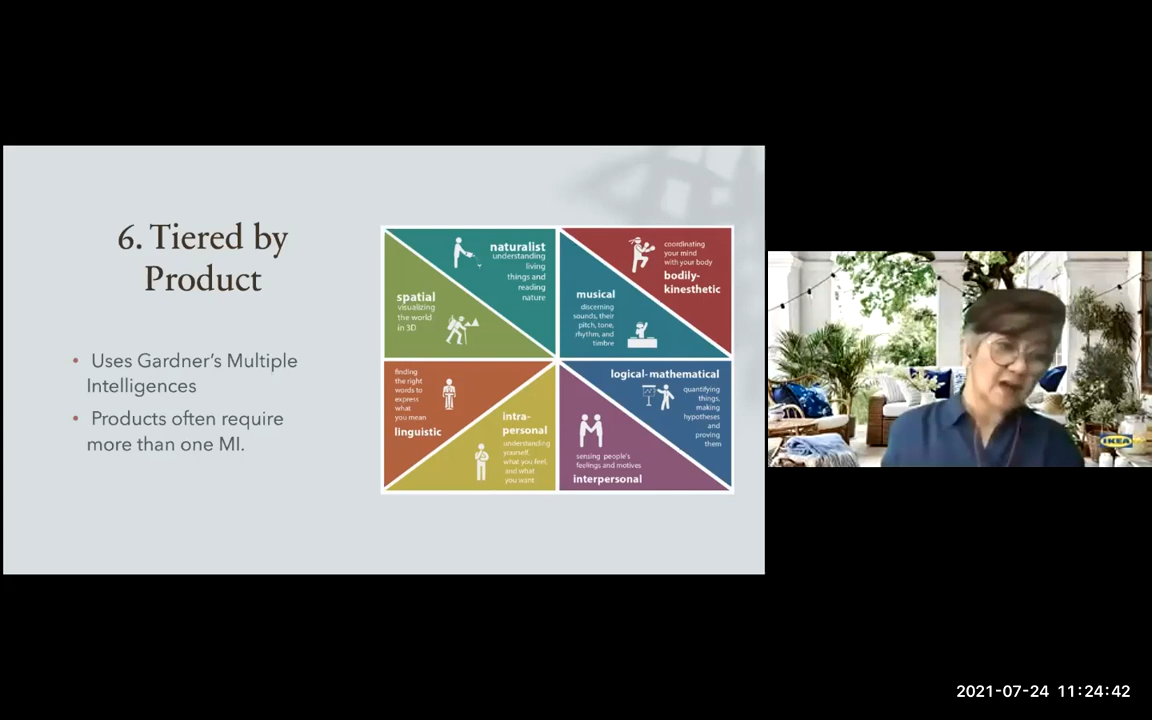 6. Tiered by
Product
• Uses Gardner's Multiple
Intelligences
• Products often require
more than one MI.
naturalist
understanding
living
things and
reading
nature
spatial
visualizing
the world
in 3D
coordinating
your mind
with your body
bodily-
kinesthetic
musical
discerning
sounds, their
pitch, tone,
rhythm, and
timbre
finding
the right
words to
express
what
you mean
linguistic
intra-
personal
understanding
yourself,
what you feel,
and what
you want
logical-mathematical
quantifying
things,
making
hypotheses
and
proving
them
sensing people's
feelings and motives
interpersonal
IKEA
2021-07-24 11:24:42